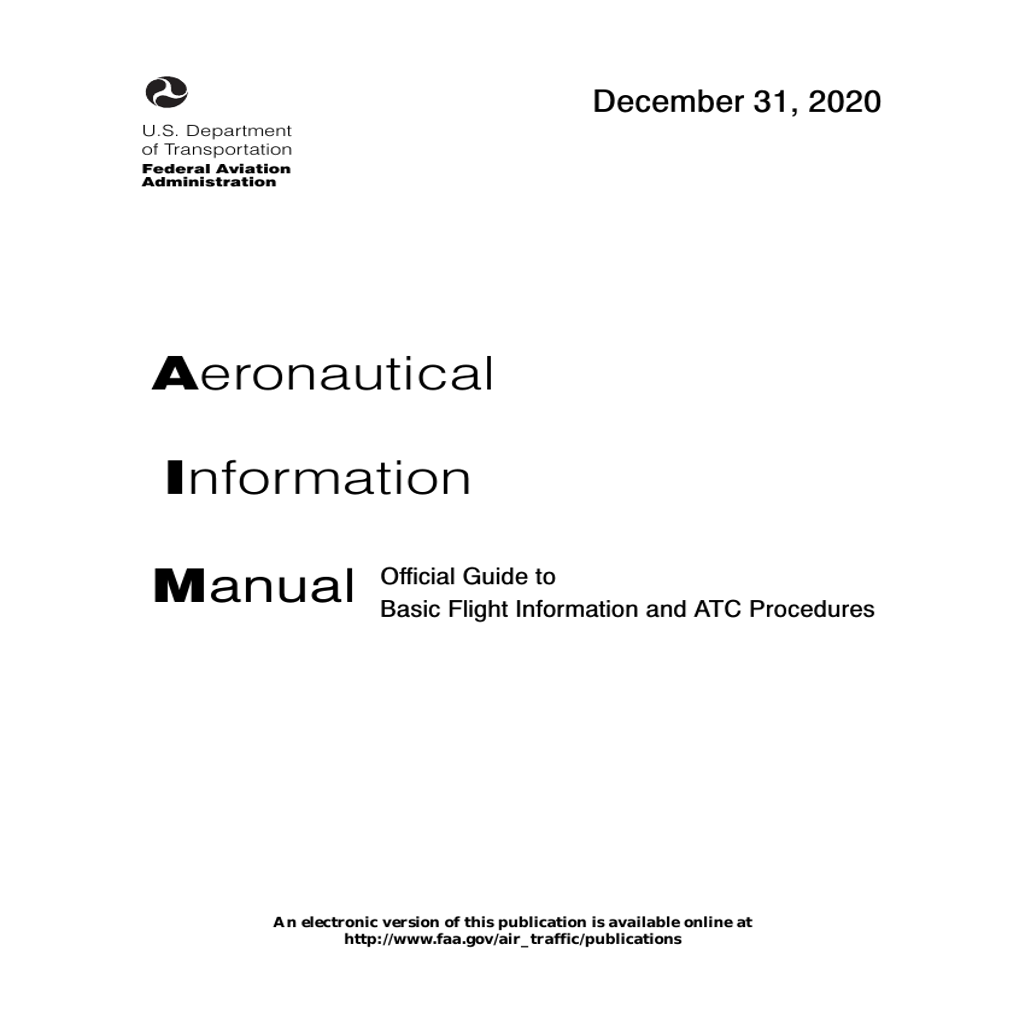 December 31, 2020
U.S. Department
of Transportation
Federal Aviation
Administration
Aeronautical
Information
Manual
Official Guide to
Basic Flight Information and ATC Procedures
An electronic version of this publication is available online at
http://www.faa.gov/air_traffic/publications